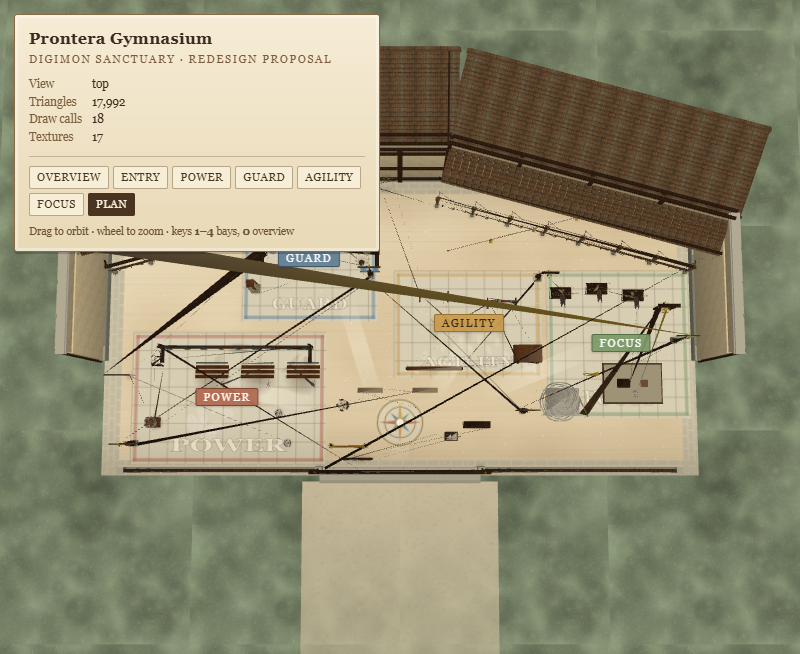 Prontera Gymnasium
DIGIMON SANCTUARY · REDESIGN PROPOSAL
View top
Triangles 17,992
Draw calls 18
Textures 17
OVERVIEW ENTRY POWER GUARD AGILITY
FOCUS PLAN
Drag to orbit · wheel to zoom · keys 1–4 bays, 0 overview
GUARD
GUARD
AGILITY
FOCUS
AGILITY
POWER
POWER